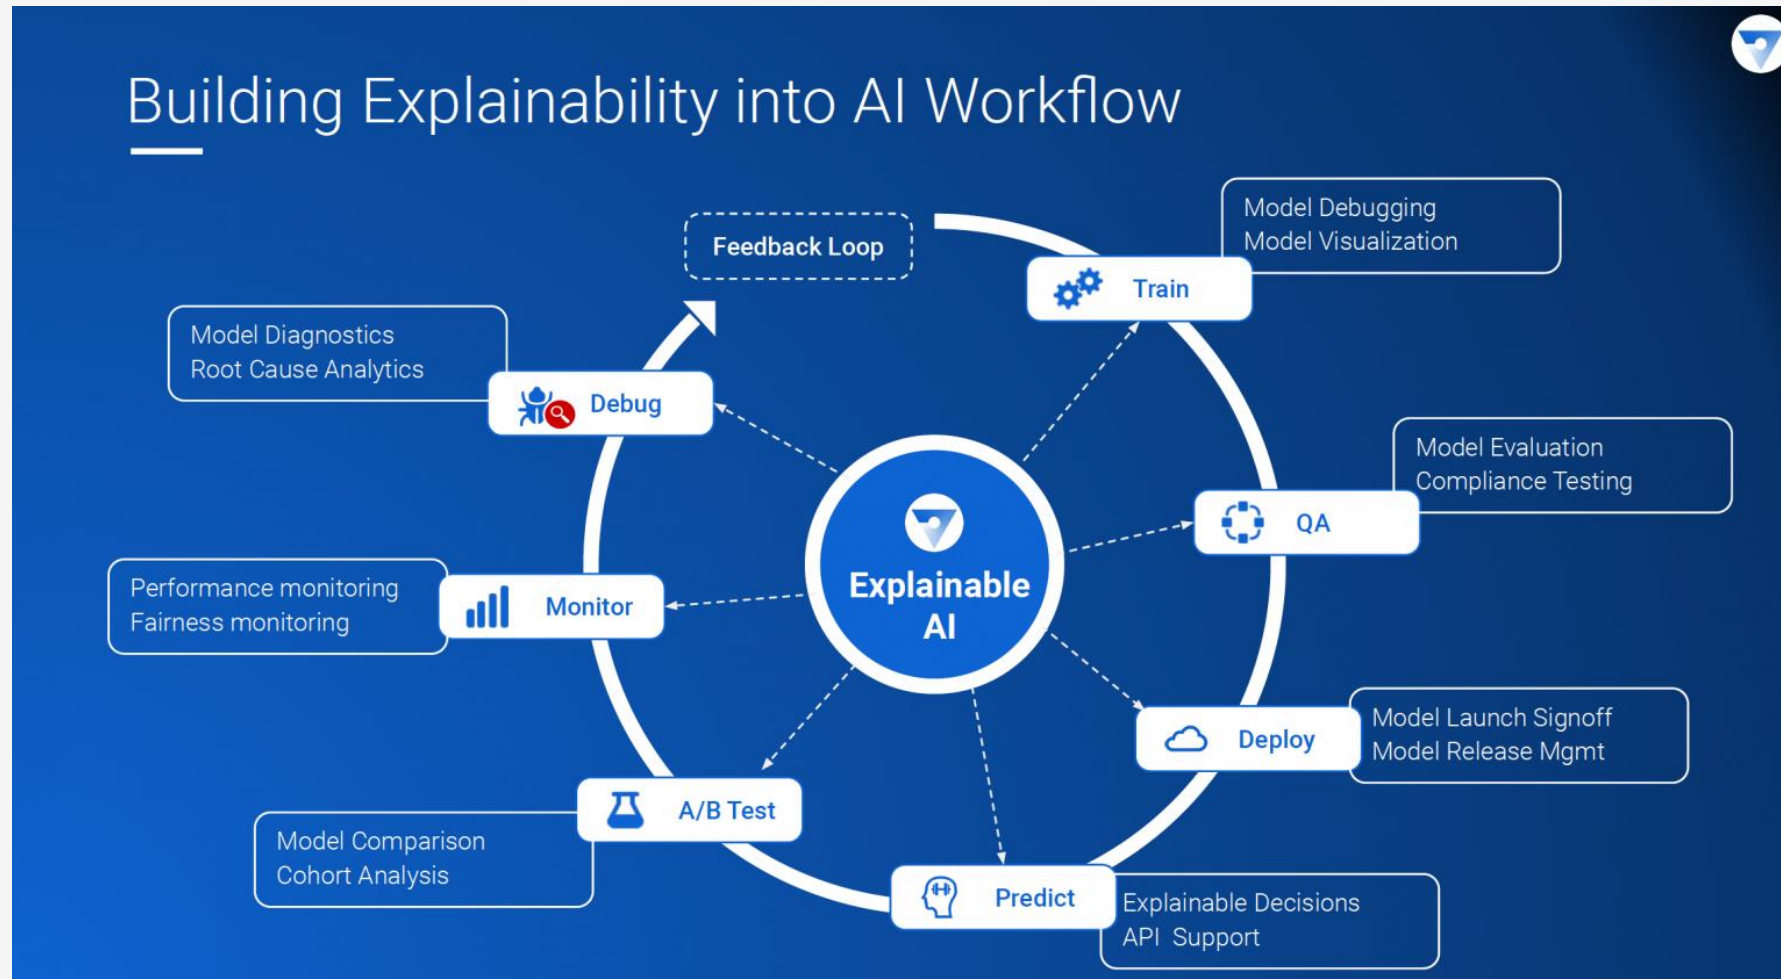 Building Explainability into AI Workflow
Feedback Loop
Model Debugging
Model Visualization
Train
Model Evaluation
Compliance Testing
QA
Model Launch Signoff
Model Release Mgmt
Deploy
Explainable Decisions
API Support
Predict
Model Comparison
Cohort Analysis
A/B Test
Performance monitoring
Fairness monitoring
Monitor
Model Diagnostics
Root Cause Analytics
Debug
Explainable
AI